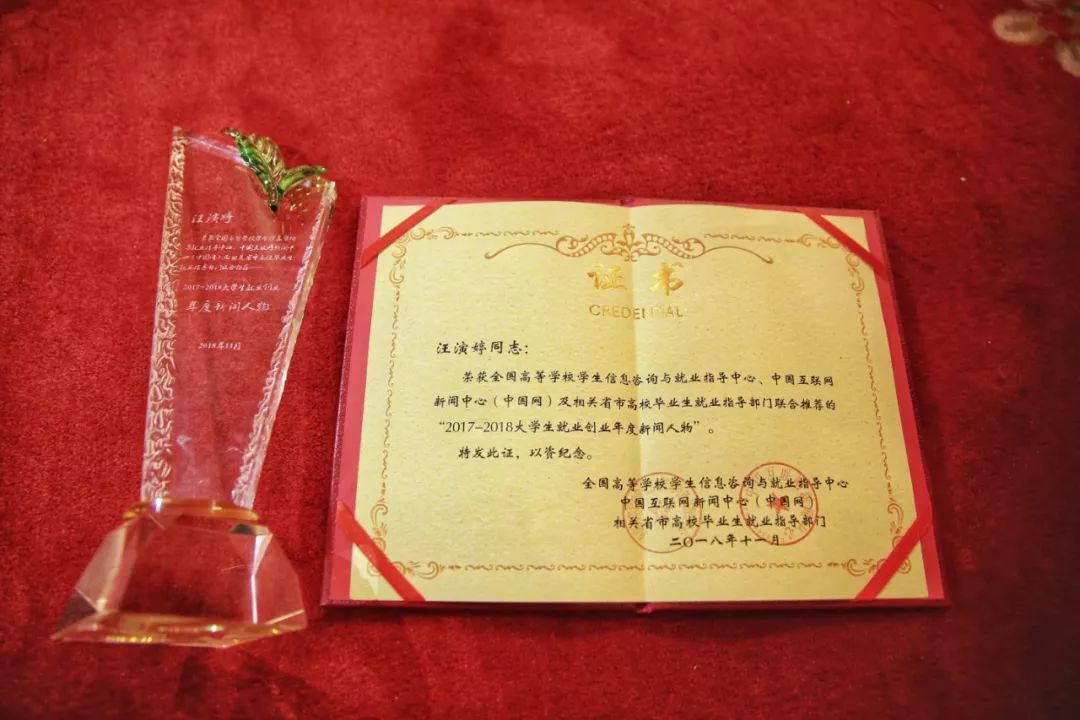 汪演婷
2017-2018大学生就业创业
年度新闻人物
2018年11月
证书
CREDENTIAL
汪演婷同志：
荣获全国高等学校学生信息咨询与就业指导中心、中国互联网
新闻中心（中国网）及相关省市高校毕业生就业指导部门联合推荐的
“2017-2018大学生就业创业年度新闻人物”。
特发此证，以资纪念。
全国高等学校学生信息咨询与就业指导中心
中国互联网新闻中心（中国网）
相关省市高校毕业生就业指导部门
二〇一八年十一月